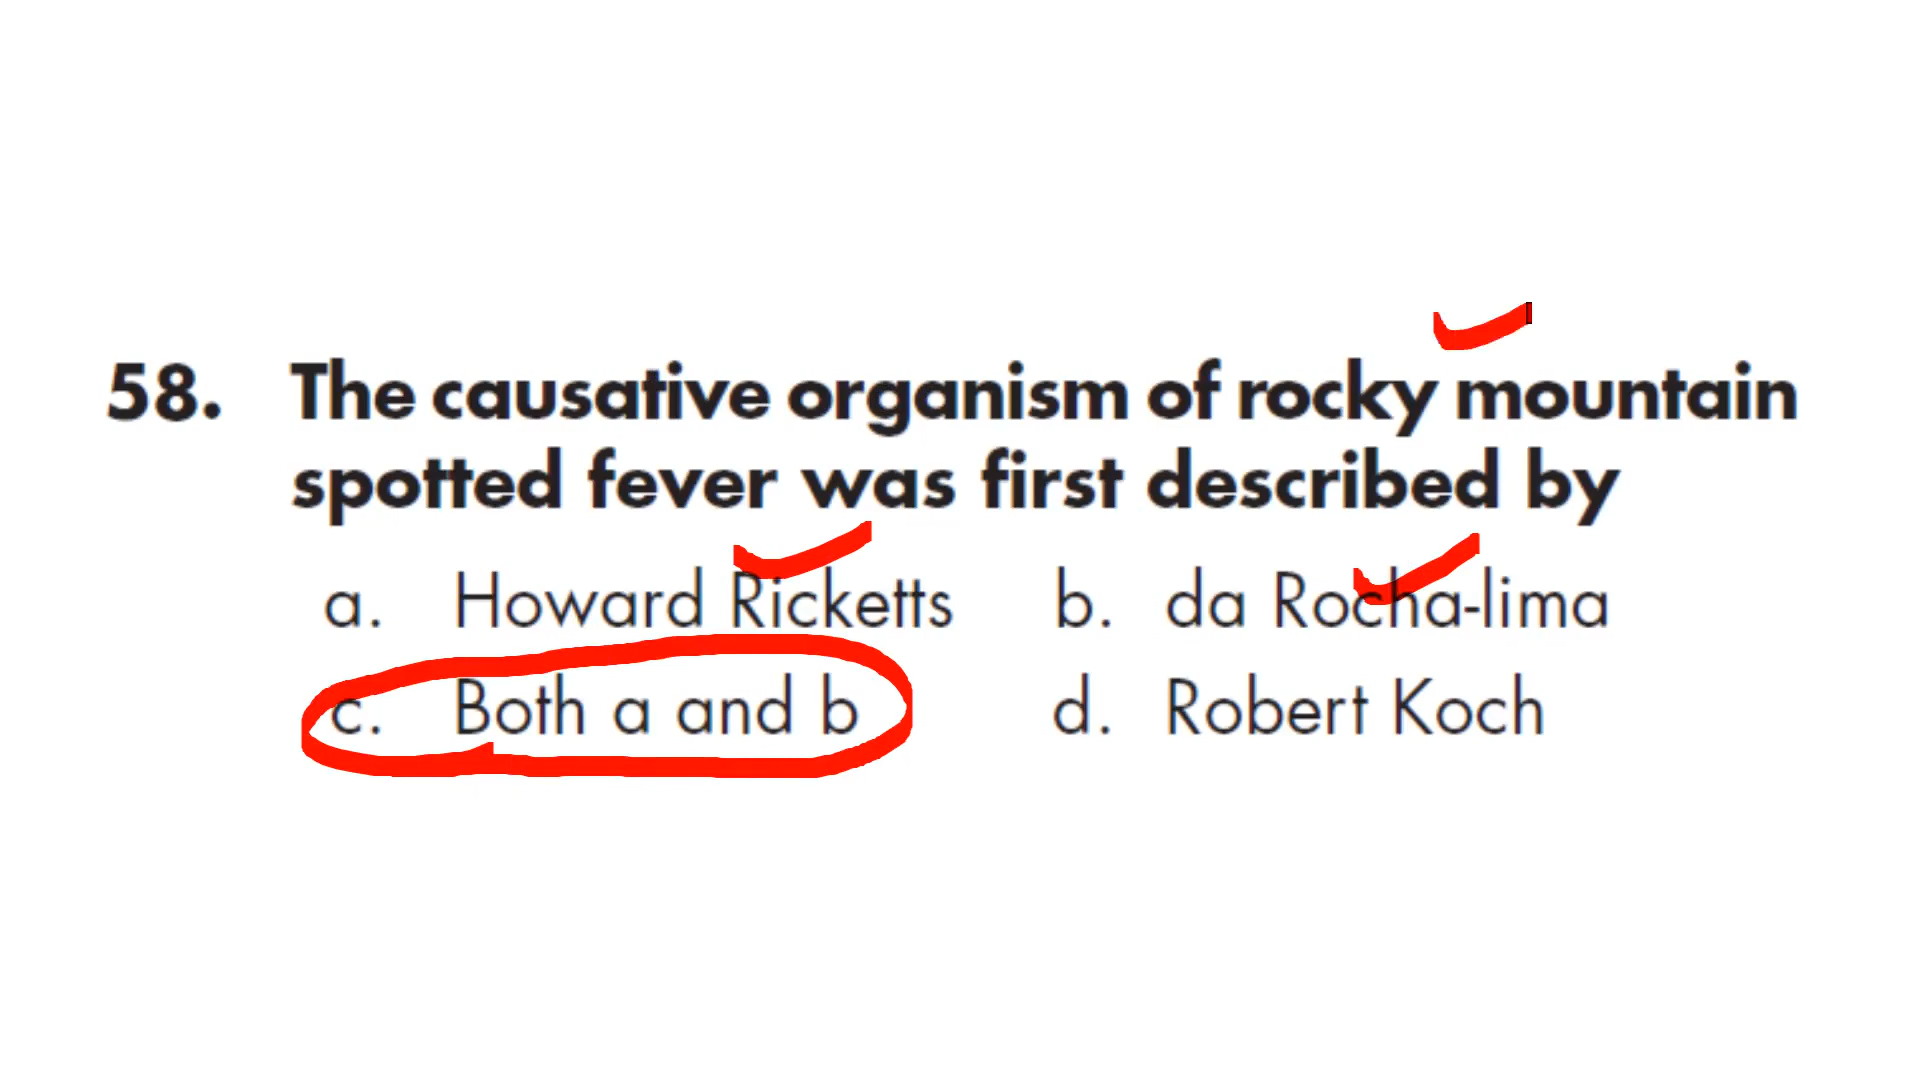 58. The causative organism of rocky mountain
spotted fever was first described by
a. Howard Ricketts b. da Rocha-lima
c. Both a and b d. Robert Koch